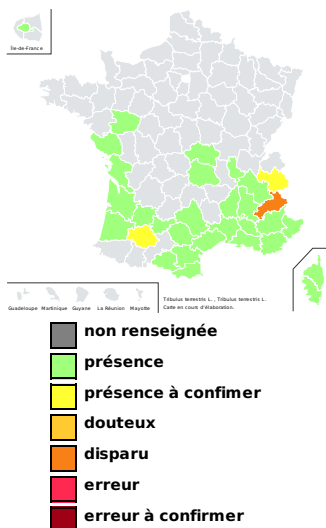 Île-de-France
Guadeloupe Martinique Guyane La Réunion Mayotte
Tribulus terrestris L., Tribulus terrestris L.
Carte en cours d'élaboration.
non renseignée
présence
présence à confimer
douteux
disparu
erreur
erreur à confirmer